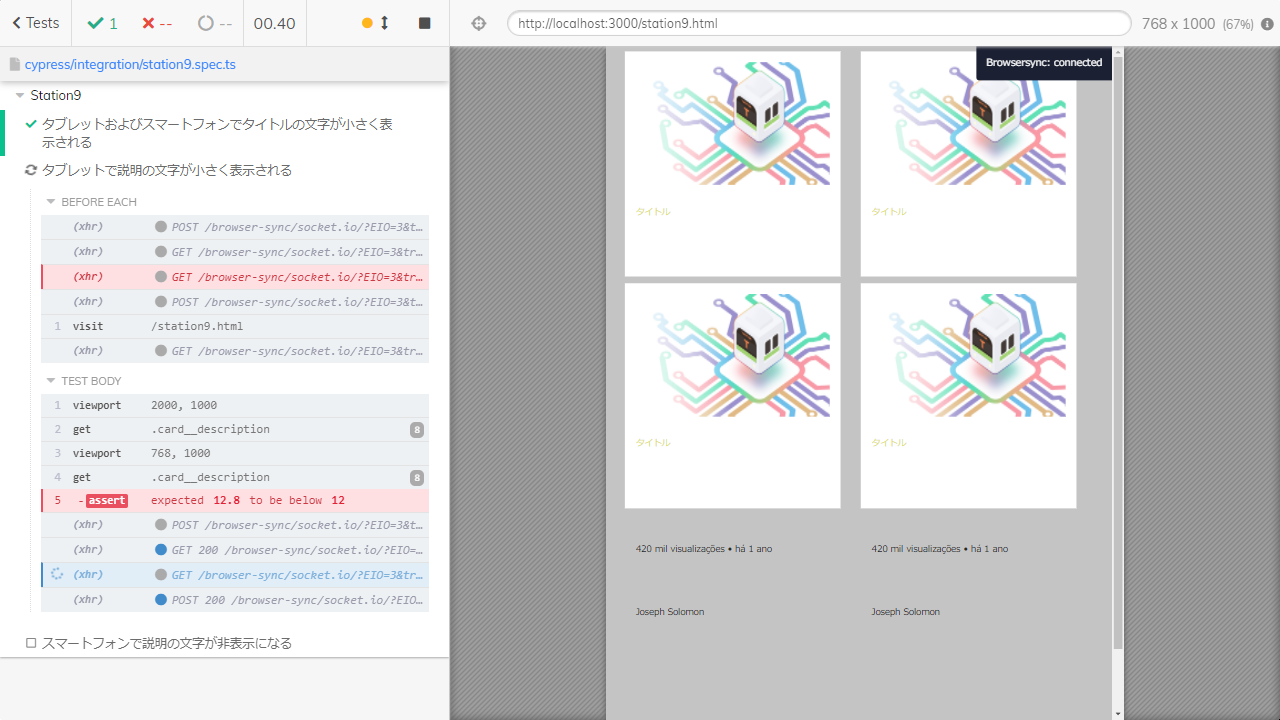 Tests
1
--
--
00.40
http://localhost:3000/station9.html
768 x 1000 (67%)
cypress/integration/station9.spec.ts
Station9
タブレットおよびスマートフォンでタイトルの文字が小さく表
示される
タブレットで説明の文字が小さく表示される
BEFORE EACH
(xhr) POST /browser-sync/socket.io/?EIO=3&t…
(xhr) GET /browser-sync/socket.io/?EIO=3&tr…
(xhr) GET /browser-sync/socket.io/?EIO=3&tr…
(xhr) POST /browser-sync/socket.io/?EIO=3&t…
1 visit /station9.html
(xhr) GET /browser-sync/socket.io/?EIO=3&tr…
TEST BODY
1 viewport 2000, 1000
2 get .card__description 8
3 viewport 768, 1000
4 get .card__description 8
5 -assert expected 12.8 to be below 12
(xhr) POST /browser-sync/socket.io/?EIO=3&t…
(xhr) GET 200 /browser-sync/socket.io/?EIO=…
(xhr) GET /browser-sync/socket.io/?EIO=3&tr…
(xhr) POST 200 /browser-sync/socket.io/?EIO…
スマートフォンで説明の文字が非表示になる
Browsersync: connected
タイトル
タイトル
タイトル
タイトル
420 mil visualizações • há 1 ano
420 mil visualizações • há 1 ano
Joseph Solomon
Joseph Solomon